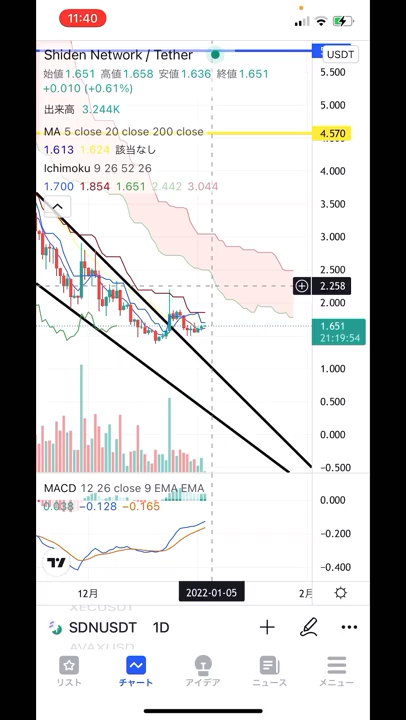 11:40
Shiden Network / Tether
USDT
始値1.651 高値1.658 安値1.636 終値1.651
+0.010 (+0.61%)
出来高 3.244K
MA 5 close 20 close 200 close
1.613 1.624 該当なし
Ichimoku 9 26 52 26
1.700 1.854 1.651 2.442 3.044
5.500
5.000
4.570
4.000
3.500
3.000
2.500
2.258
2.000
1.651
21:19:54
1.000
0.500
0.000
-0.500
MACD 12 26 close 9 EMA EMA
0.038 −0.128 −0.165
0.000
-0.200
-0.400
12月
2022-01-05
XECUSDT
SDNUSDT 1D
AVAXUSDT
リスト
チャート
アイデア
ニュース
メニュー